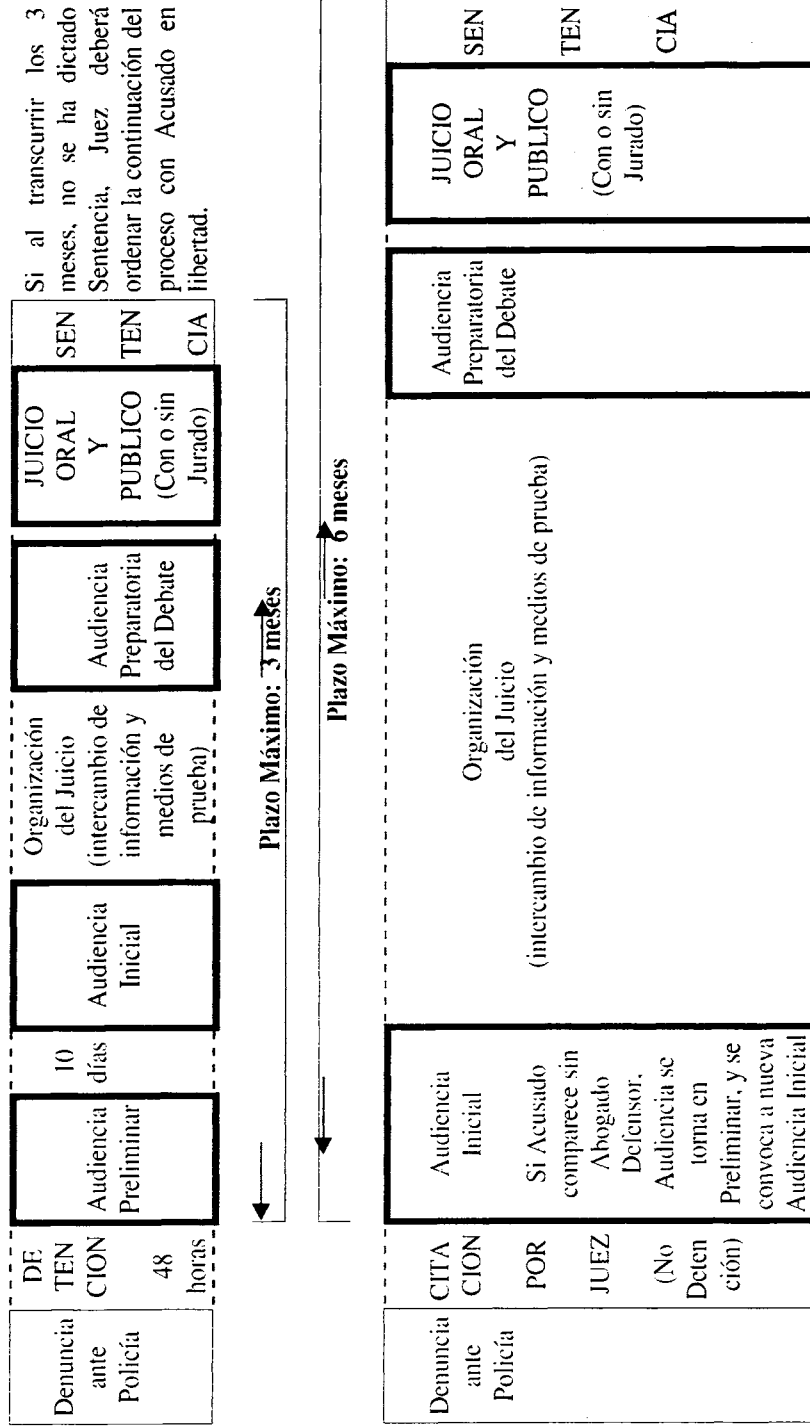 Denuncia
ante
Policía
DE
TEN
CION
48
horas
Audiencia
Preliminar
10
días
Audiencia
Inicial
Organización
del Juicio
(intercambio de
información y
medios de
prueba)
Audiencia
Preparatoria
del Debate
JUICIO
ORAL
Y
PUBLICO
(Con o sin
Jurado)
SEN
TEN
CIA
Si al transcurrir los 3
meses, no se ha dictado
Sentencia, Juez deberá
ordenar la continuación del
proceso con Acusado en
libertad.
Plazo Máximo: 3 meses
Plazo Máximo: 6 meses
Denuncia
ante
Policía
CITA
CION
POR
JUEZ
(No
Deten
ción)
Audiencia
Inicial
Si Acusado
comparece sin
Abogado
Defensor,
Audiencia se
torna en
Preliminar, y se
convoca a nueva
Audiencia Inicial
Organización
del Juicio
(intercambio de información y medios de prueba)
Audiencia
Preparatoria
del Debate
JUICIO
ORAL
Y
PUBLICO
(Con o sin
Jurado)
SEN
TEN
CIA